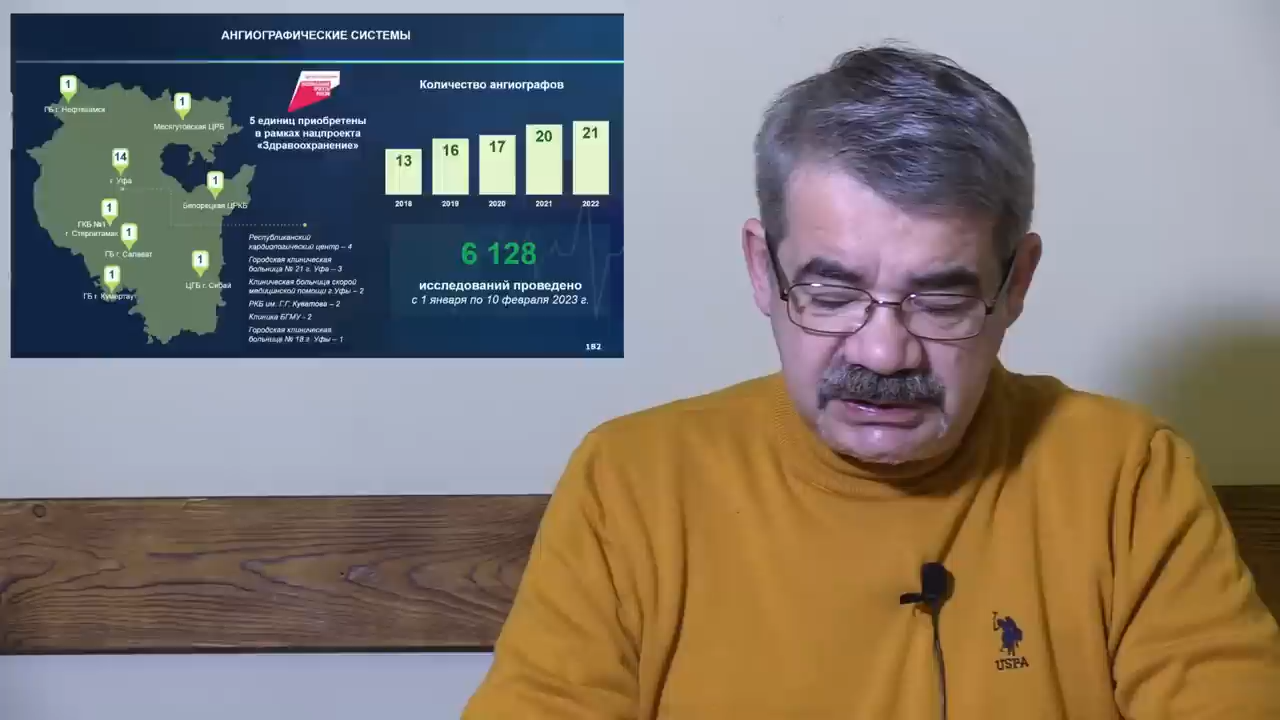 АНГИОГРАФИЧЕСКИЕ СИСТЕМЫ
1
ГБ г. Нефтекамск
1
Месягутовская ЦРБ
14
г. Уфа
1
Белорецкая ЦРКБ
1
ГКБ №1
г. Стерлитамак
1
ГБ г. Салават
1
ЦГБ г. Сибай
1
ГБ г. Кумертау
5 единиц приобретены
в рамках нацпроекта
«Здравоохранение»
Республиканский
кардиологический центр – 4
Городская клиническая
больница № 21 г. Уфа – 3
Клиническая больница скорой
медицинской помощи г.Уфы – 2
РКБ им. Г.Г. Куватова – 2
Клиника БГМУ - 2
Городская клиническая
больница № 18 г. Уфы – 1
Количество ангиографов
13 16 17 20 21
2018 2019 2020 2021 2022
6 128
исследований проведено
с 1 января по 10 февраля 2023 г.
182
USPA